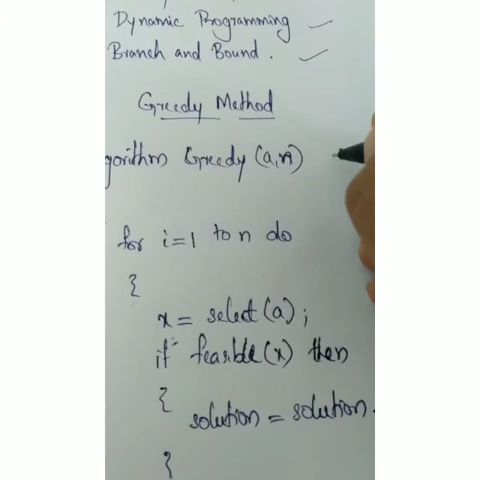 Dynamic Programming
Branch and Bound.
Greedy Method
gorithm Greedy (a,n)
for i=1 to n do
{
x = select(a);
if feasible(x) then
{
solution = solution.
}